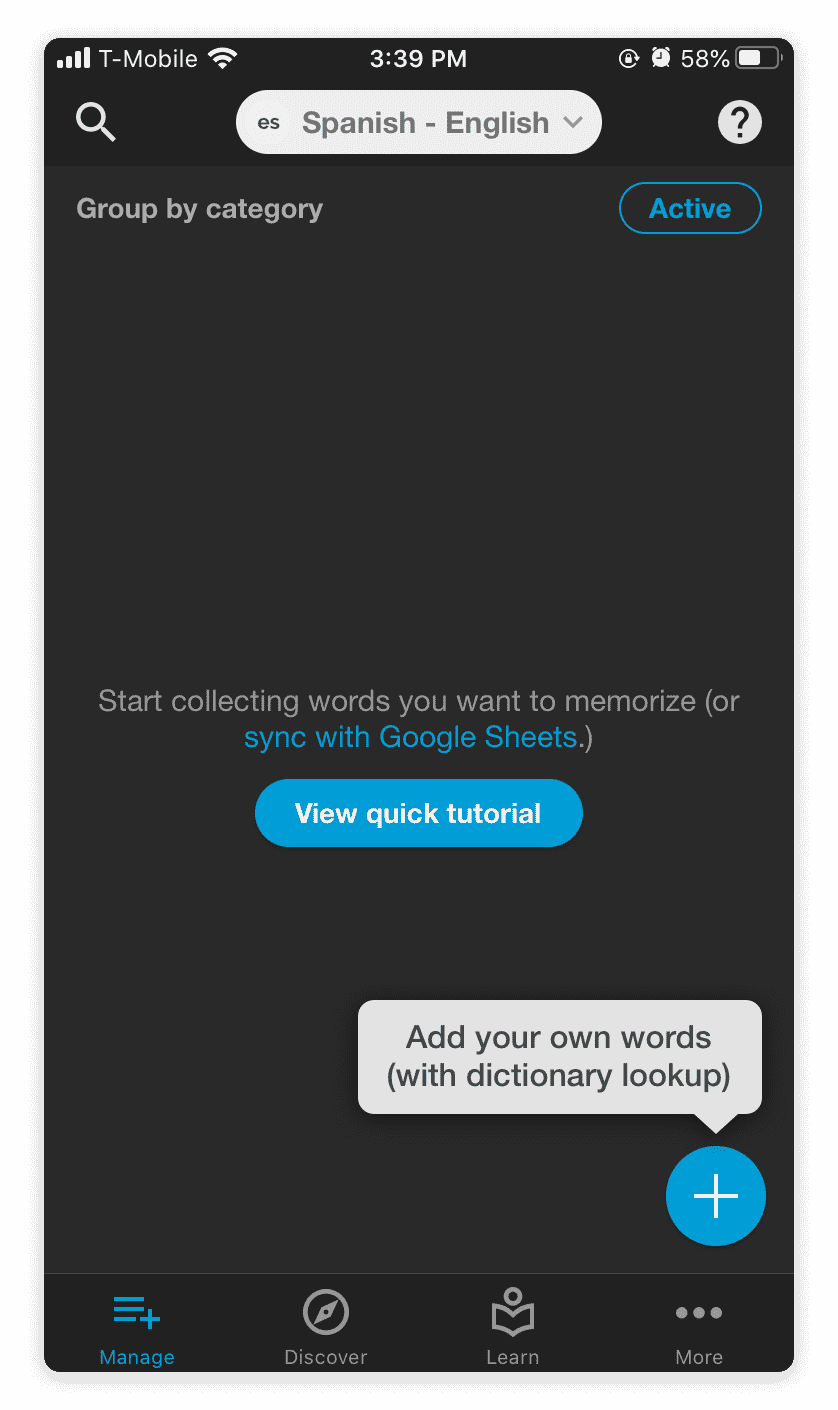 T-Mobile 3:39 PM 58%
es Spanish - English ?
Group by category Active
Start collecting words you want to memorize (or
sync with Google Sheets.)
View quick tutorial
Add your own words
(with dictionary lookup)
Manage Discover Learn More